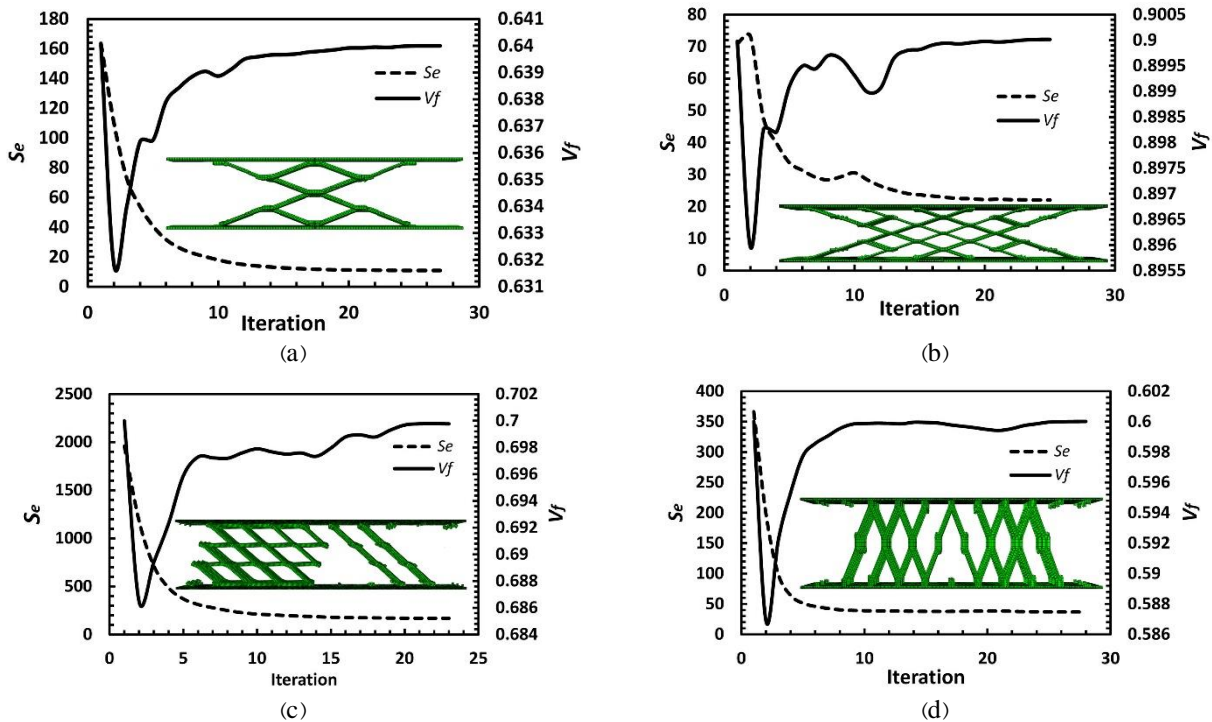 180
160
140
120
100
80
60
40
20
0
Se
0.641
0.64
0.639
0.638
0.637
0.636
0.635
0.634
0.633
0.632
0.631
Vf
Se
Vf
0 10 20 30
Iteration
(a)
80
70
60
50
40
30
20
10
0
Se
0.9005
0.9
0.8995
0.899
0.8985
0.898
0.8975
0.897
0.8965
0.896
0.8955
Vf
Se
Vf
0 10 20 30
Iteration
(b)
2500
2000
1500
1000
500
0
Se
0.702
0.7
0.698
0.696
0.694
0.692
0.69
0.688
0.686
0.684
Vf
Se
Vf
0 5 10 15 20 25
Iteration
(c)
400
350
300
250
200
150
100
50
0
Se
0.602
0.6
0.598
0.596
0.594
0.592
0.59
0.588
0.586
Vf
Se
Vf
0 10 20 30
Iteration
(d)